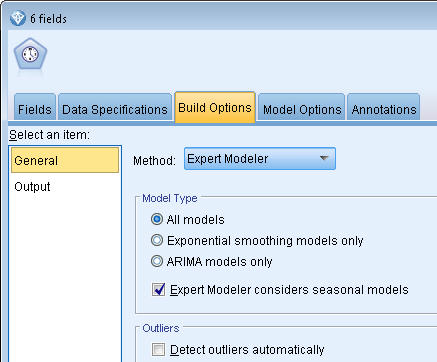 6 fields
Fields Data Specifications Build Options Model Options Annotations
Select an item:
General
Output
Method: Expert Modeler
Model Type
All models
Exponential smoothing models only
ARIMA models only
Expert Modeler considers seasonal models
Outliers
Detect outliers automatically